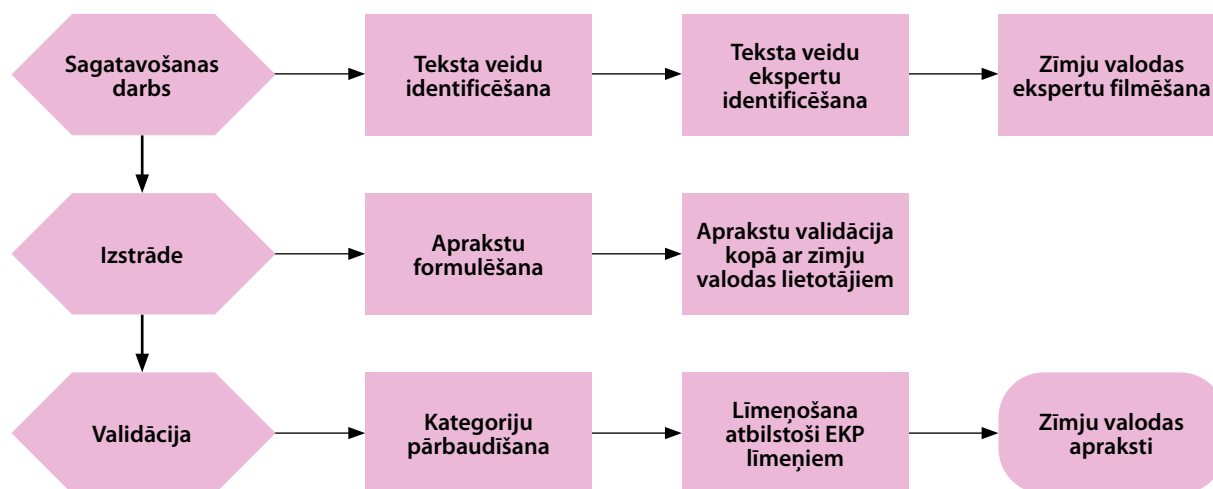 Sagatavošanas
darbs
Teksta veidu
identificēšana
Teksta veidu
ekspertu
identificēšana
Zīmju valodas
ekspertu filmēšana
Izstrāde
Aprakstu
formulēšana
Aprakstu validācija
kopā ar zīmju
valodas lietotājiem
Validācija
Kategoriju
pārbaudīšana
Līmeņošana
atbilstoši EKP
līmeņiem
Zīmju valodas
apraksti